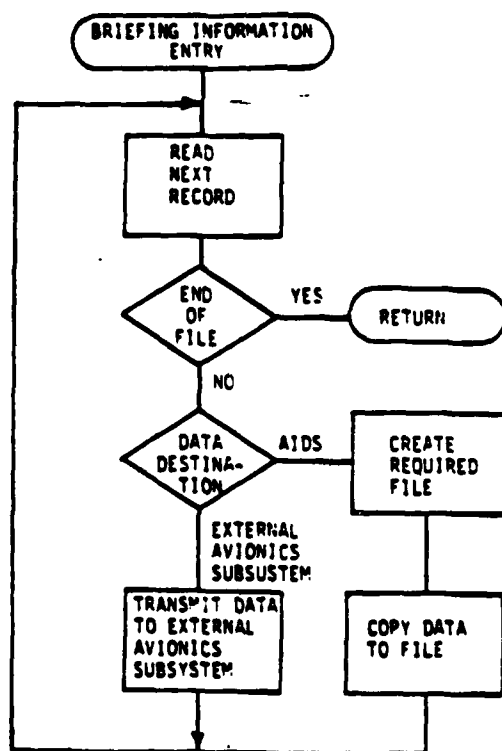 BRIEFING INFORMATION
ENTRY
READ
NEXT
RECORD
END
OF
FILE
YES
RETURN
NO
DATA
DESTINA-
TION
AIDS
CREATE
REQUIRED
FILE
EXTERNAL
AVIONICS
SUBSUSTEM
TRANSMIT DATA
TO EXTERNAL
AVIONICS
SUBSYSTEM
COPY DATA
TO FILE